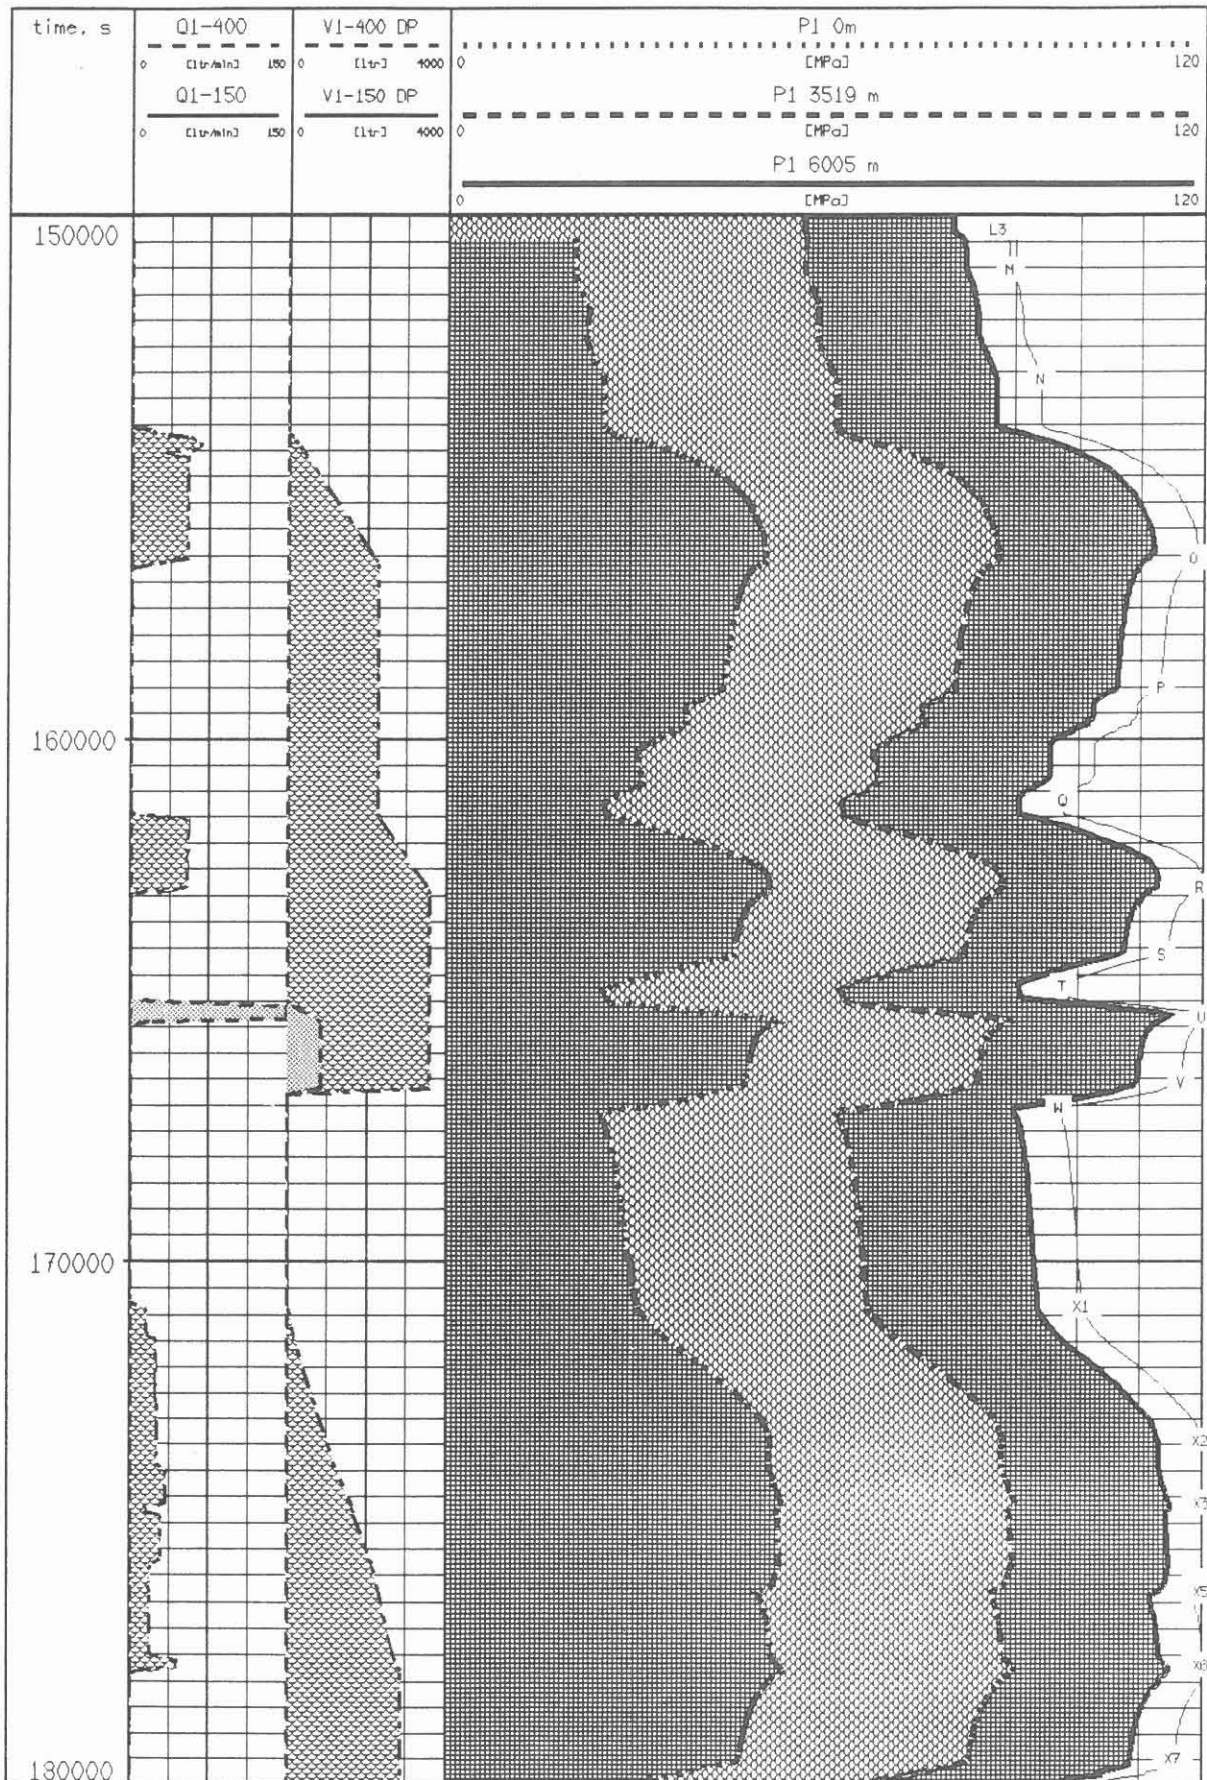 time, s Q1-400 V1-400 DP P1 0m
0 [ltr/min] 150 0 [ltr] 4000 0 [MPa] 120
Q1-150 V1-150 DP P1 3519 m
0 [ltr/min] 150 0 [ltr] 4000 0 [MPa] 120
P1 6005 m
0 [MPa] 120
150000
L3
M
N
O
P
160000
Q
R
S
T
U
V
W
170000
X1
X2
X3
X5
X6
X7
180000